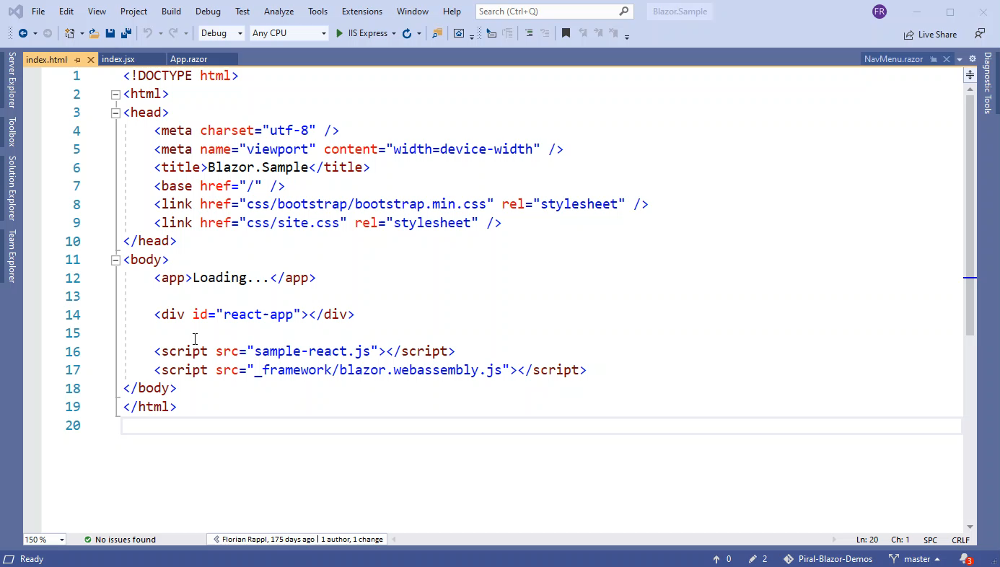 File Edit View Project Build Debug Test Analyze Tools Extensions Window Help Search (Ctrl+Q) Blazor.Sample FR
Debug Any CPU IIS Express Live Share
index.html index.jsx App.razor NavMenu.razor
Server Explorer
Toolbox
Solution Explorer
Team Explorer
Diagnostic Tools
1 <!DOCTYPE html>
2 <html>
3 <head>
4 <meta charset="utf-8" />
5 <meta name="viewport" content="width=device-width" />
6 <title>Blazor.Sample</title>
7 <base href="/" />
8 <link href="css/bootstrap/bootstrap.min.css" rel="stylesheet" />
9 <link href="css/site.css" rel="stylesheet" />
10 </head>
11 <body>
12 <app>Loading...</app>
13
14 <div id="react-app"></div>
15
16 <script src="sample-react.js"></script>
17 <script src="_framework/blazor.webassembly.js"></script>
18 </body>
19 </html>
20
150 % No issues found Florian Rappl, 175 days ago | 1 author, 1 change Ln: 20 Ch: 1 SPC CRLF
Ready 0 2 Piral-Blazor-Demos master 3